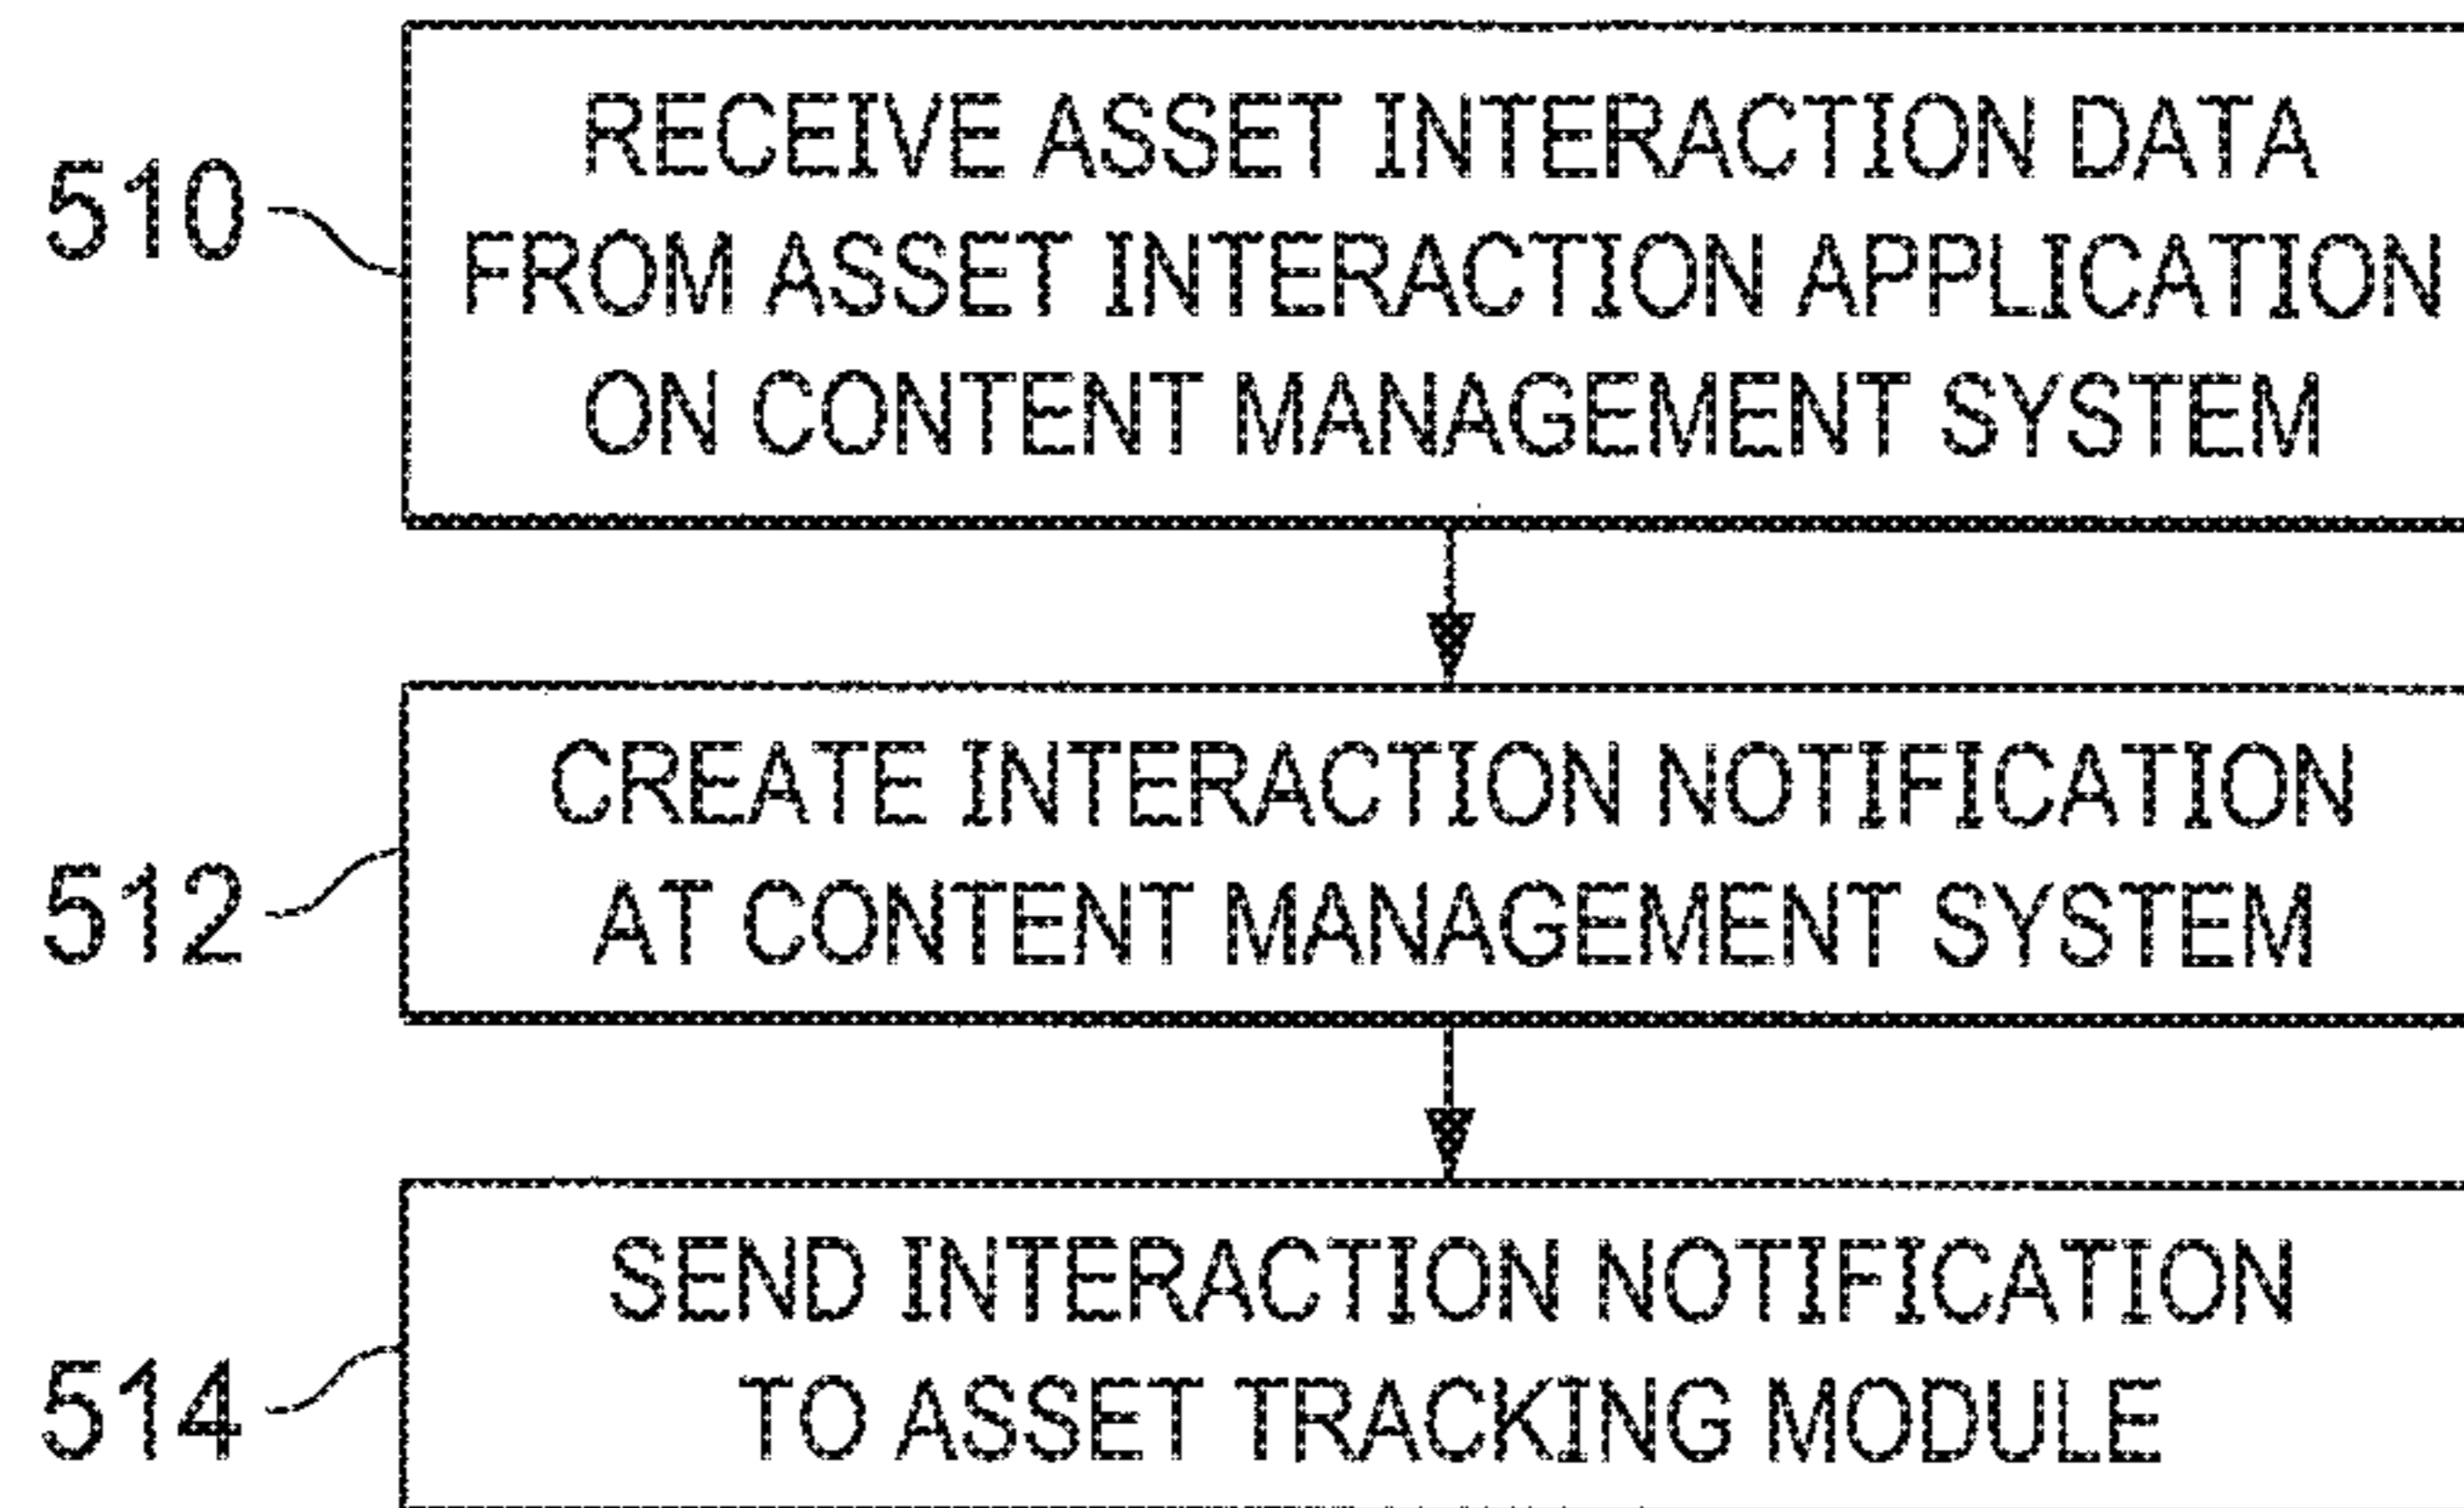 510
RECEIVE ASSET INTERACTION DATA
FROM ASSET INTERACTION APPLICATION
ON CONTENT MANAGEMENT SYSTEM
512
CREATE INTERACTION NOTIFICATION
AT CONTENT MANAGEMENT SYSTEM
514
SEND INTERACTION NOTIFICATION
TO ASSET TRACKING MODULE